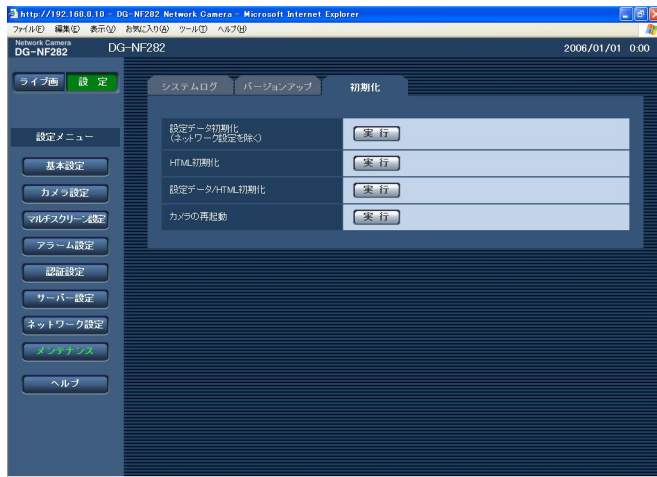 http://192.168.0.10 - DG-NF282 Network Camera - Microsoft Internet Explorer
ファイル(F) 編集(E) 表示(V) お気に入り(A) ツール(T) ヘルプ(H)
Network Camera
DG-NF282
DG-NF282
2006/01/01 0:00
ライブ画 設 定
システムログ バージョンアップ 初期化
設定メニュー
基本設定
カメラ設定
マルチスクリーン設定
アラーム設定
認証設定
サーバー設定
ネットワーク設定
メンテナンス
ヘルプ
設定データ初期化
(ネットワーク設定を除く)
実 行
HTML初期化
実 行
設定データ/HTML初期化
実 行
カメラの再起動
実 行